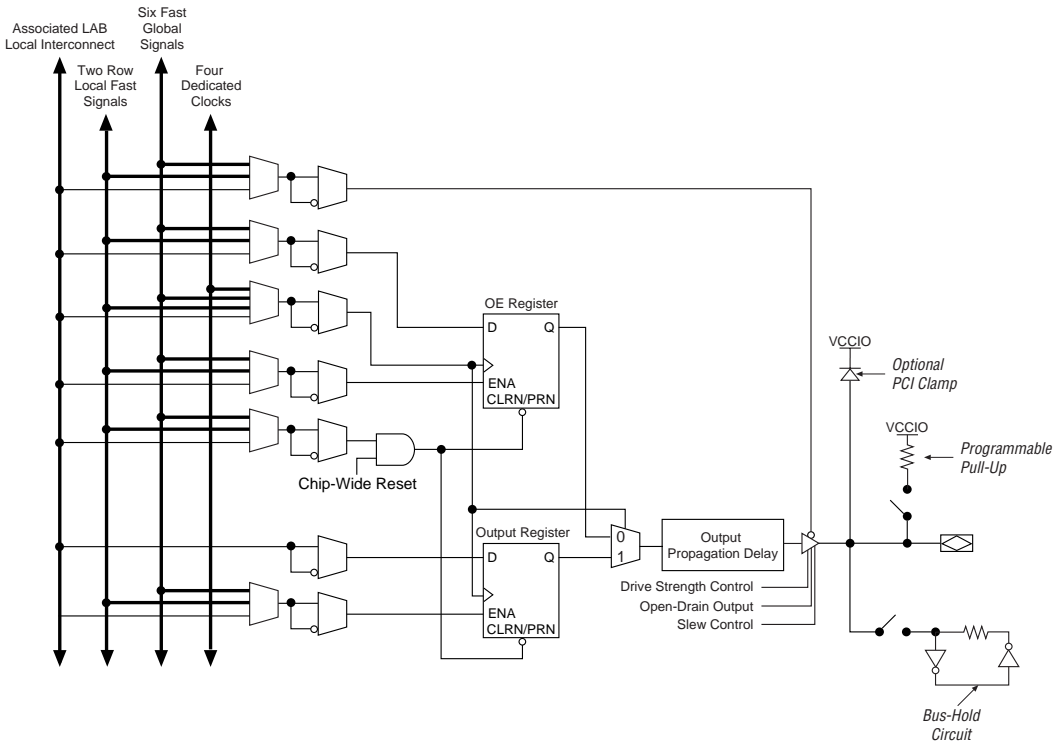 Associated LAB
Local Interconnect
Six Fast
Global
Signals
Two Row
Local Fast
Signals
Four
Dedicated
Clocks
OE Register
D Q
ENA
CLRN/PRN
VCCIO
Optional
PCI Clamp
VCCIO
Programmable
Pull-Up
Chip-Wide Reset
Output Register
D Q
ENA
CLRN/PRN
0
1
Output
Propagation Delay
Drive Strength Control
Open-Drain Output
Slew Control
Bus-Hold
Circuit